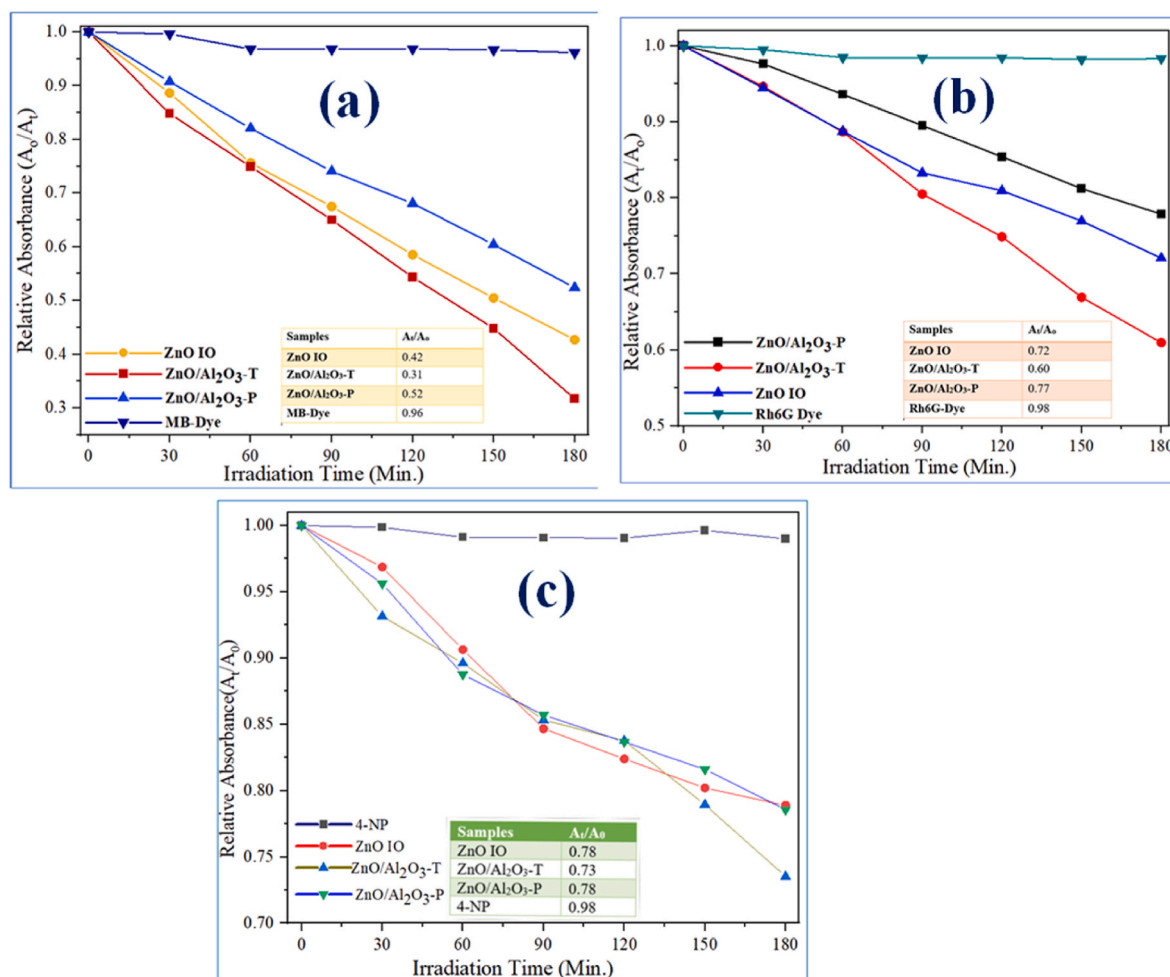 Relative Absorbance (Aₒ/Aₜ)
1.0
0.9
0.8
0.7
0.6
0.5
0.4
0.3
(a)
ZnO IO
ZnO/Al₂O₃-T
ZnO/Al₂O₃-P
MB-Dye
Samples Aₜ/Aₒ
ZnO IO 0.42
ZnO/Al₂O₃-T 0.31
ZnO/Al₂O₃-P 0.52
MB-Dye 0.96
0 30 60 90 120 150 180
Irradiation Time (Min.)
Relative Absorbance (Aₜ/Aₒ)
1.0
0.9
0.8
0.7
0.6
0.5
(b)
ZnO/Al₂O₃-P
ZnO/Al₂O₃-T
ZnO IO
Rh6G Dye
Samples Aₜ/Aₒ
ZnO IO 0.72
ZnO/Al₂O₃-T 0.60
ZnO/Al₂O₃-P 0.77
Rh6G-Dye 0.98
0 30 60 90 120 150 180
Irradiation Time (Min.)
Relative Absorbance(Aₜ/A₀)
1.00
0.95
0.90
0.85
0.80
0.75
0.70
(c)
4-NP
ZnO IO
ZnO/Al₂O₃-T
ZnO/Al₂O₃-P
Samples Aₜ/A₀
ZnO IO 0.78
ZnO/Al₂O₃-T 0.73
ZnO/Al₂O₃-P 0.78
4-NP 0.98
0 30 60 90 120 150 180
Irradiation Time (Min.)